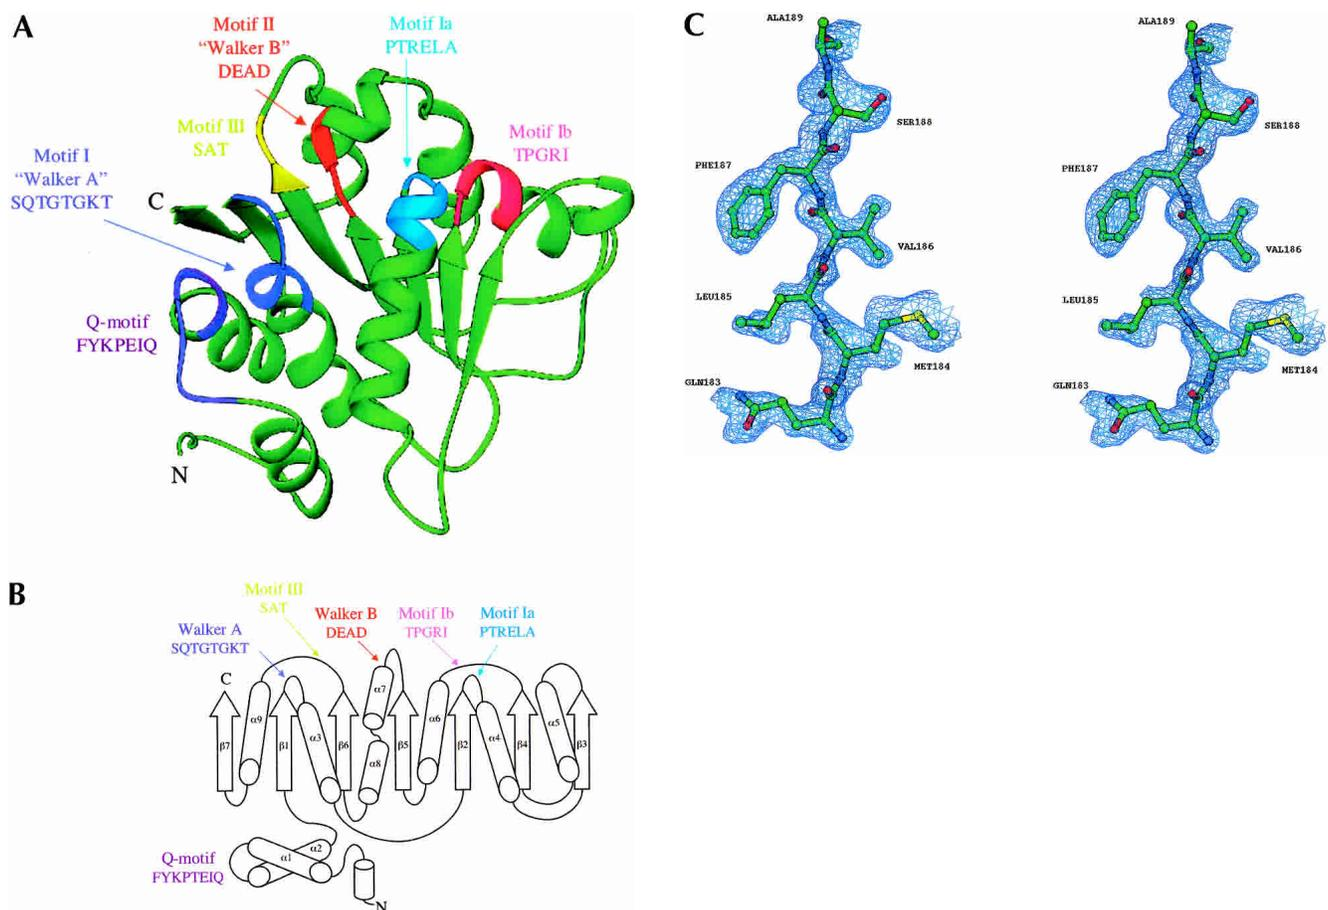 A
Motif II
“Walker B”
DEAD
Motif Ia
PTRELA
Motif III
SAT
Motif Ib
TPGRI
Motif I
“Walker A”
SQTGTGKT
C
Q-motif
FYKPEIQ
N
B
Motif III
SAT
Walker B
DEAD
Motif Ib
TPGRI
Motif Ia
PTRELA
Walker A
SQTGTGKT
C
β7
α9
β1
α3
β6
α7
α8
β5
α6
β2
α4
β4
α5
β3
Q-motif
FYKPTEIQ
α1
α2
N
C
ALA189
SER188
PHE187
VAL186
LEU185
MET184
GLN183
ALA189
SER188
PHE187
VAL186
LEU185
MET184
GLN183